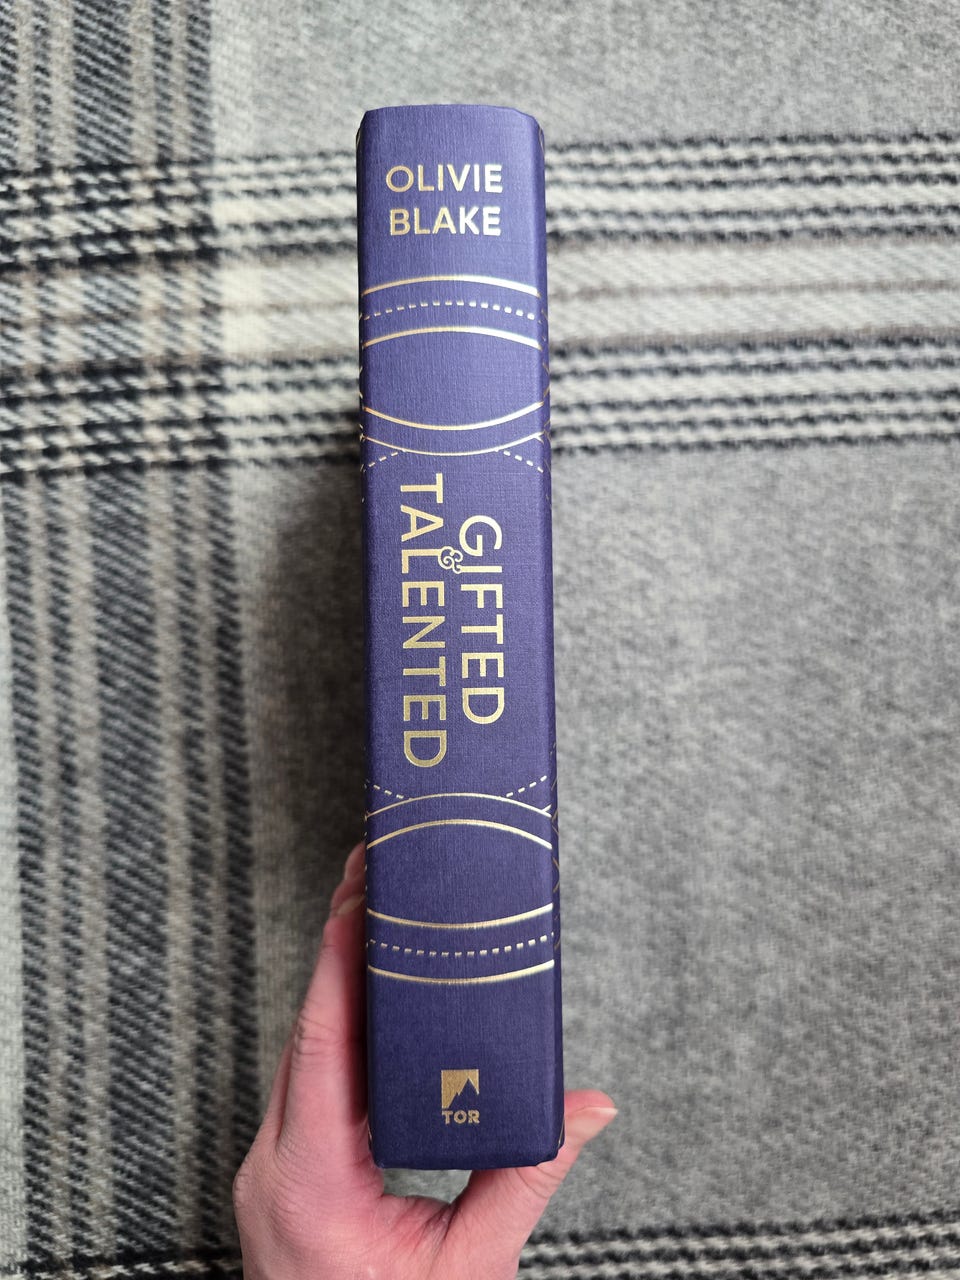 OLIVIE
BLAKE
GIFTED
&
TALENTED
TOR